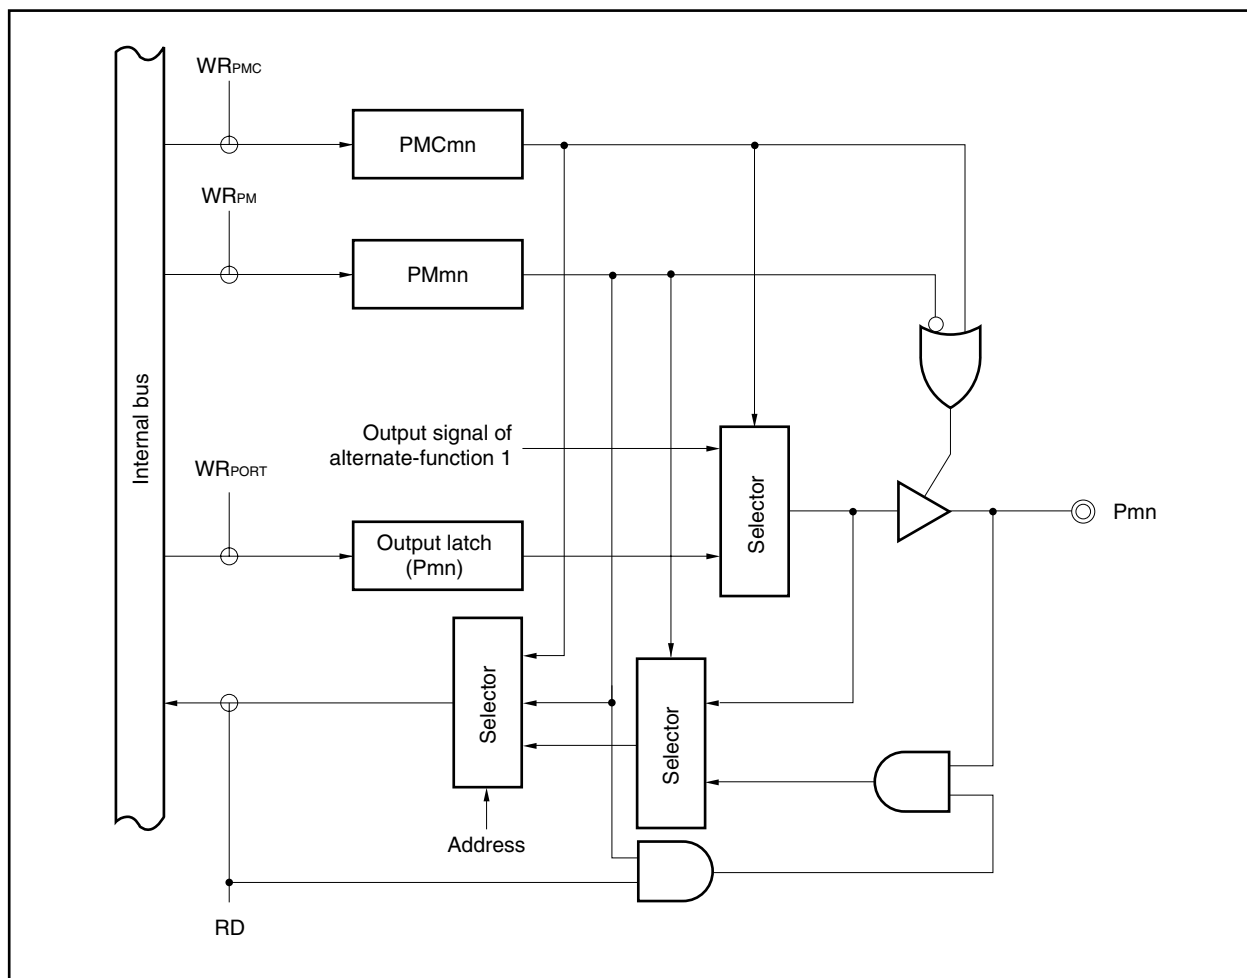 WRPMC
PMCmn
WRPM
PMmn
Internal bus
Output signal of
alternate-function 1
WRPORT
Selector
Pmn
Output latch
(Pmn)
Selector
Selector
Address
RD